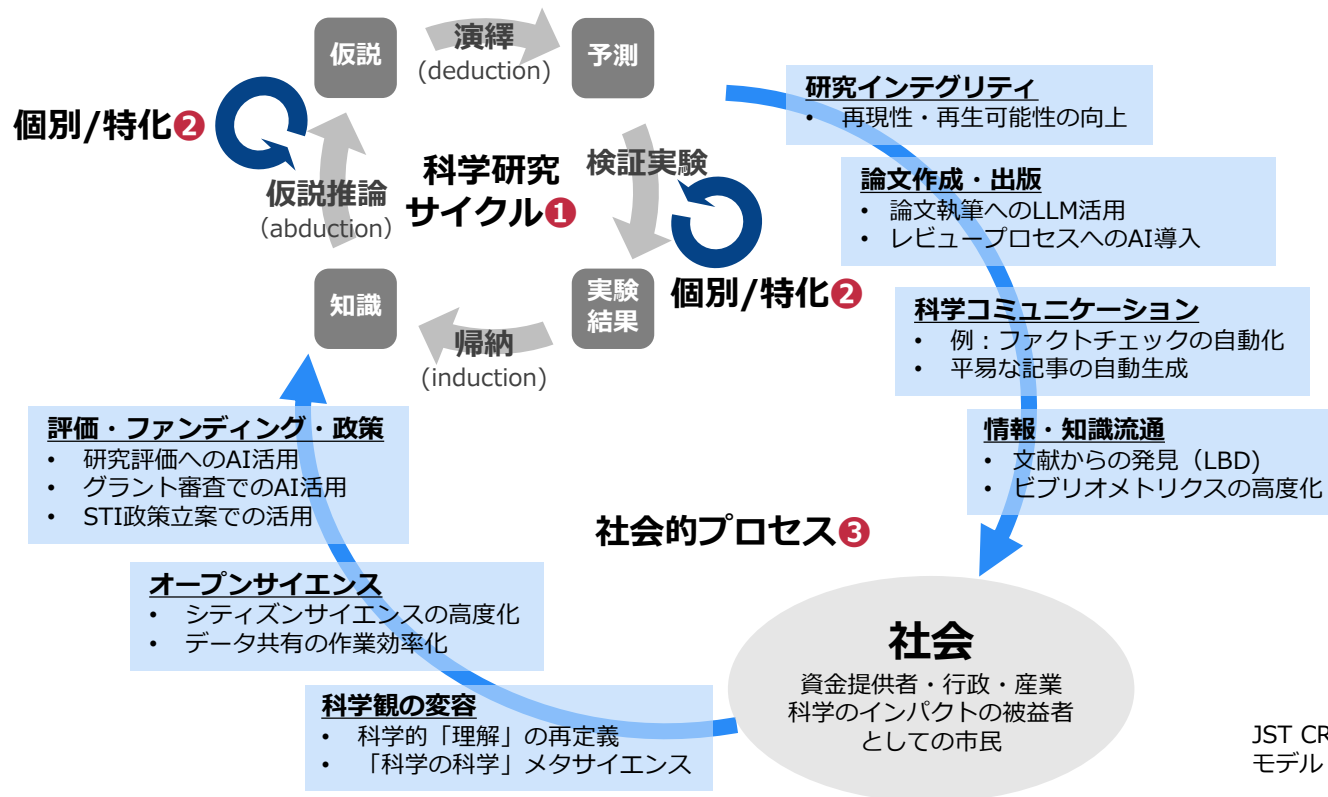 仮説
演繹
(deduction)
予測
個別/特化❷
仮説推論
(abduction)
科学研究
サイクル❶
検証実験
知識
帰納
(induction)
実験
結果
個別/特化❷
研究インテグリティ
• 再現性・再生可能性の向上
論文作成・出版
• 論文執筆へのLLM活用
• レビュープロセスへのAI導入
科学コミュニケーション
• 例：ファクトチェックの自動化
• 平易な記事の自動生成
情報・知識流通
• 文献からの発見（LBD)
• ビブリオメトリクスの高度化
社会的プロセス❸
社会
資金提供者・行政・産業
科学のインパクトの被益者
としての市民
科学観の変容
• 科学的「理解」の再定義
• 「科学の科学」メタサイエンス
オープンサイエンス
• シティズンサイエンスの高度化
• データ共有の作業効率化
評価・ファンディング・政策
• 研究評価へのAI活用
• グラント審査でのAI活用
• STI政策立案での活用
JST CR
モデル